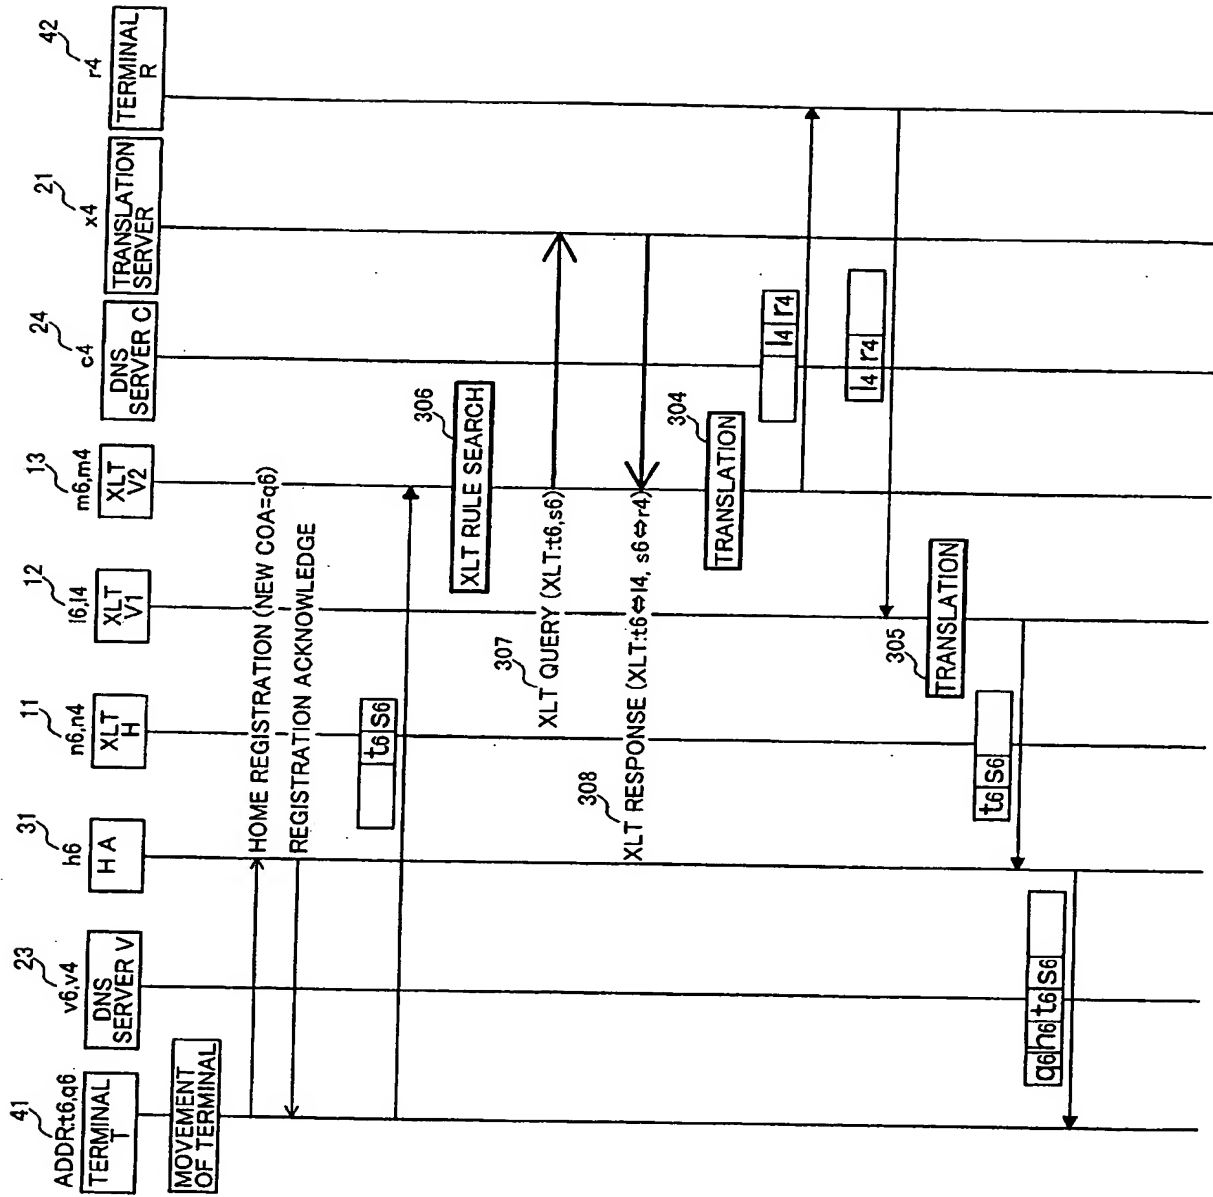 41
ADDR:t6,q6
TERMINAL
T
23
v6,v4
DNS
SERVER V
31
h6
H A
11
n6,n4
XLT
H
12
l6,l4
XLT
V1
13
m6,m4
XLT
V2
24
c4
DNS
SERVER C
21
x4
TRANSLATION
SERVER
42
r4
TERMINAL
R
MOVEMENT
OF TERMINAL
HOME REGISTRATION (NEW COA=q6)
REGISTRATION ACKNOWLEDGE
t6 s6
306
XLT RULE SEARCH
307
XLT QUERY (XLT:t6,s6)
308
XLT RESPONSE (XLT:t6⇔l4, s6⇔r4)
304
TRANSLATION
l4 r4
l4 r4
305
TRANSLATION
t6 s6
q6 h6 t6 s6